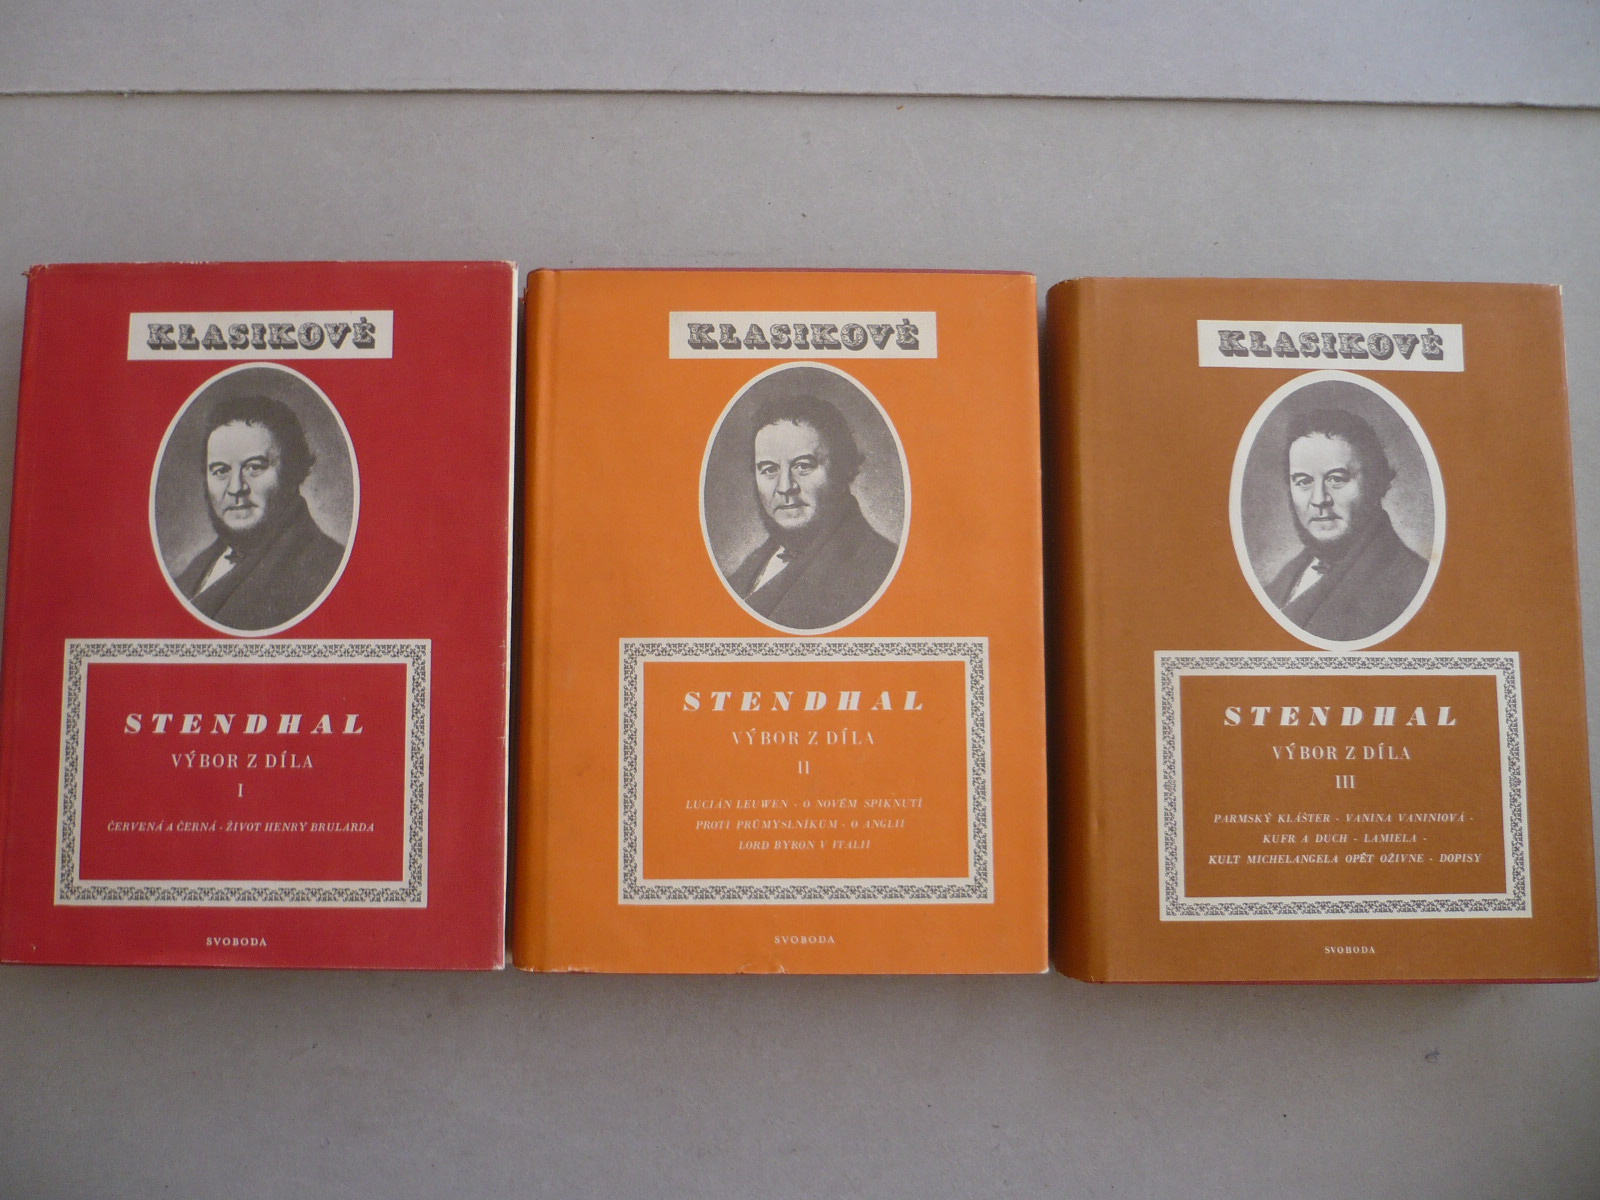 KLASIKOVÉ
STENDHAL
VÝBOR Z DÍLA
I
ČERVENÁ A ČERNÁ - ŽIVOT HENRY BRULARDA
SVOBODA
KLASIKOVÉ
STENDHAL
VÝBOR Z DÍLA
II
LUCIÁN LEUWEN - O NOVÉM SPIKNUTÍ
PROTI PRŮMYSLNÍKŮM - O ANGLII
LORD BYRON V ITALII
SVOBODA
KLASIKOVÉ
STENDHAL
VÝBOR Z DÍLA
III
PARMSKÝ KLÁŠTER - VANINA VANINIOVÁ -
KUFR A DUCH - LAMIELA -
KULT MICHELANGELA OPĚT OŽIVNE - DOPISY
SVOBODA